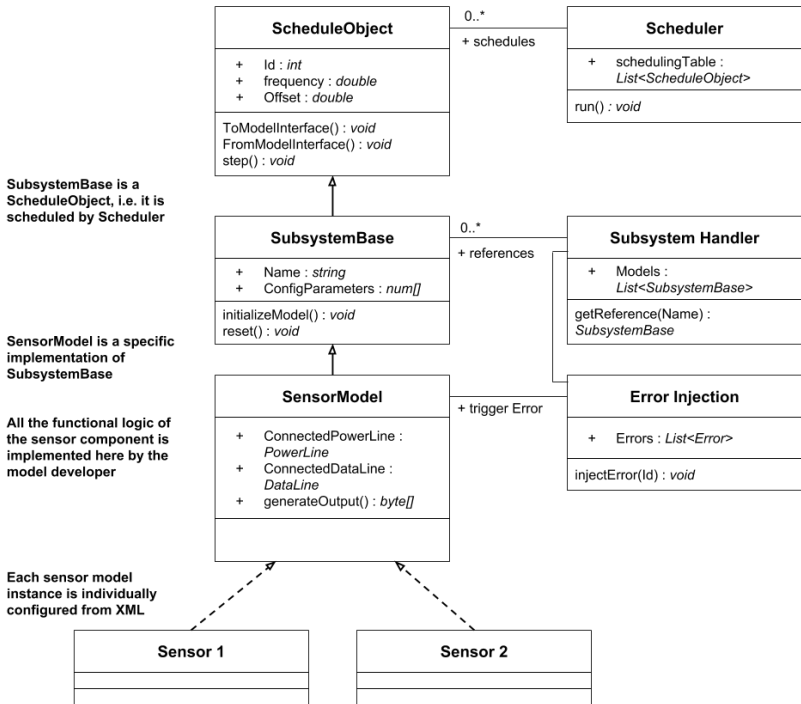 ScheduleObject
+ Id : int
+ frequency : double
+ Offset : double
ToModelInterface() : void
FromModelInterface() : void
step() : void
0..*
+ schedules
Scheduler
+ schedulingTable :
List<ScheduleObject>
run() : void
SubsystemBase is a
ScheduleObject, i.e. it is
scheduled by Scheduler
SubsystemBase
+ Name : string
+ ConfigParameters : num[]
initializeModel() : void
reset() : void
0..*
+ references
Subsystem Handler
+ Models :
List<SubsystemBase>
getReference(Name) :
SubsystemBase
SensorModel is a specific
implementation of
SubsystemBase
All the functional logic of
the sensor component is
implemented here by the
model developer
SensorModel
+ ConnectedPowerLine :
PowerLine
+ ConnectedDataLine :
DataLine
+ generateOutput() : byte[]
+ trigger Error
Error Injection
+ Errors : List<Error>
injectError(Id) : void
Each sensor model
instance is individually
configured from XML
Sensor 1
Sensor 2